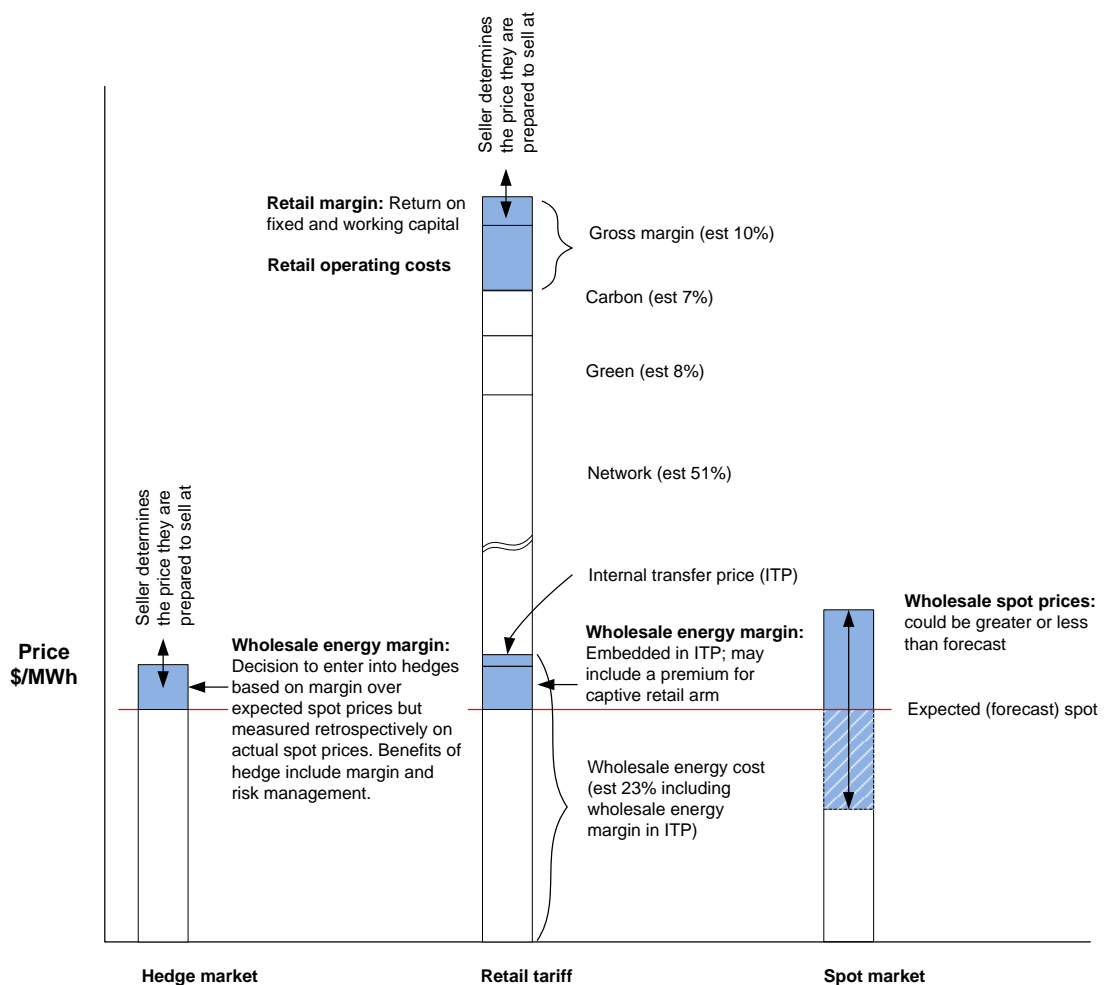 Seller determines
the price they are
prepared to sell at
Retail margin: Return on
fixed and working capital
Retail operating costs
Gross margin (est 10%)
Carbon (est 7%)
Green (est 8%)
Network (est 51%)
Seller determines
the price they are
prepared to sell at
Internal transfer price (ITP)
Price
$/MWh
Wholesale energy margin:
Decision to enter into hedges
based on margin over
expected spot prices but
measured retrospectively on
actual spot prices. Benefits of
hedge include margin and
risk management.
Wholesale energy margin:
Embedded in ITP; may
include a premium for
captive retail arm
Wholesale spot prices:
could be greater or less
than forecast
Expected (forecast) spot
Wholesale energy cost
(est 23% including
wholesale energy
margin in ITP)
Hedge market
Retail tariff
Spot market